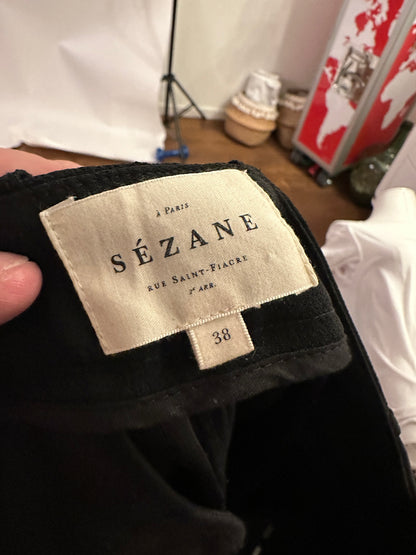 À PARIS
SÉZANE
RUE SAINT-FIACRE
2E ARR.
38